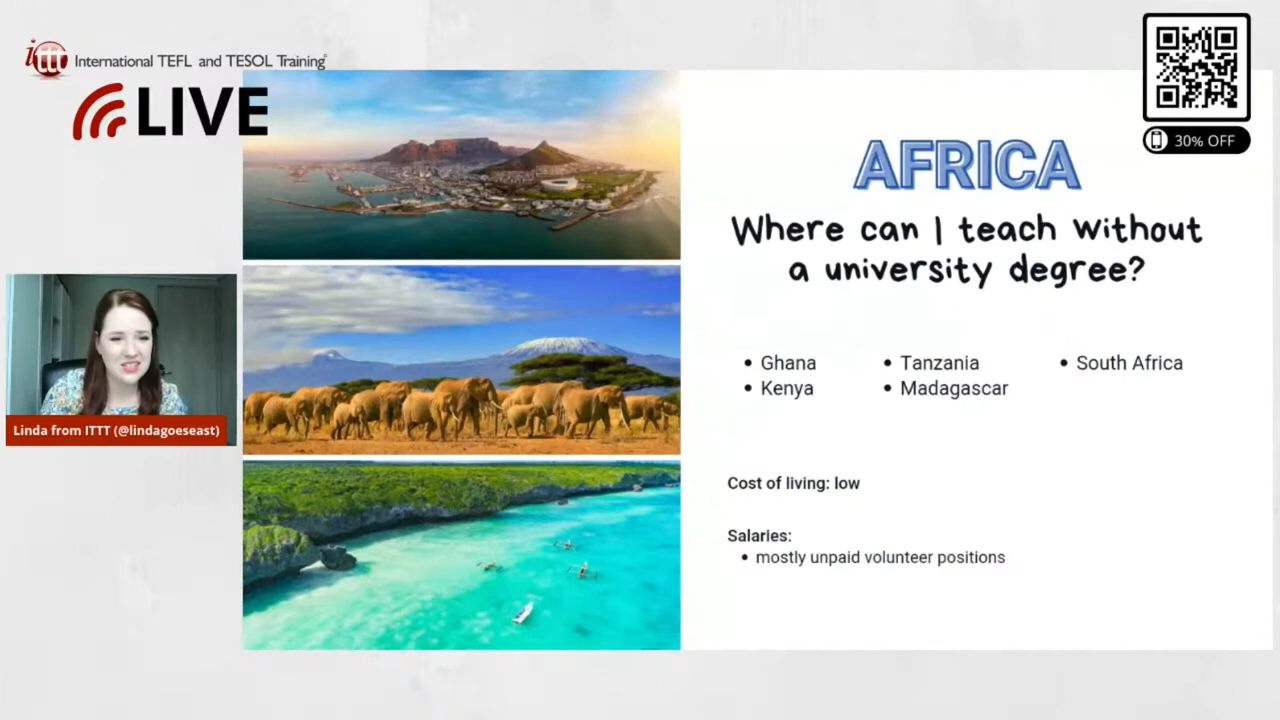 ittt International TEFL and TESOL Training
LIVE
30% OFF
AFRICA
Where can I teach without
a university degree?
• Ghana
• Kenya
• Tanzania
• Madagascar
• South Africa
Cost of living: low
Salaries:
• mostly unpaid volunteer positions
Linda from ITTT (@lindagoeseast)